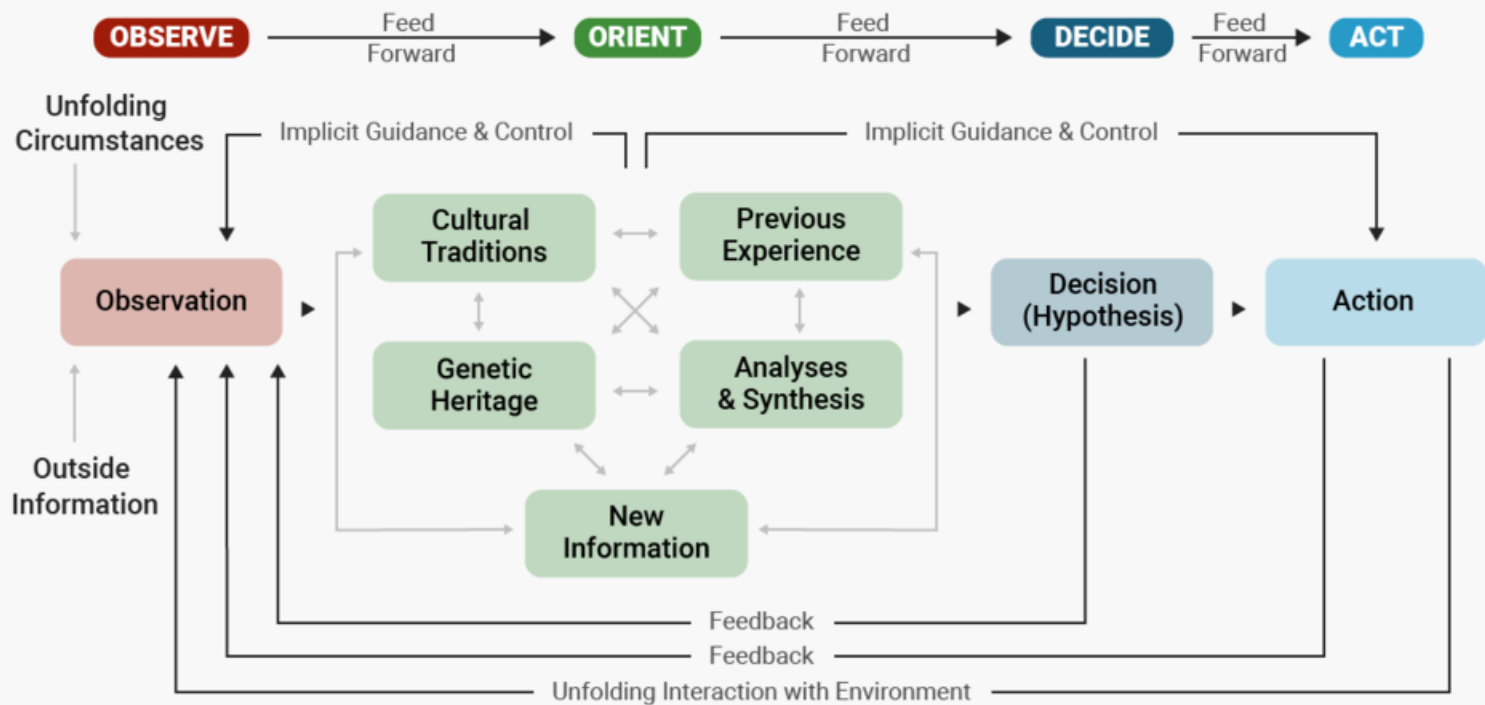 OBSERVE
Feed
Forward
ORIENT
Feed
Forward
DECIDE
Feed
Forward
ACT
Unfolding
Circumstances
Implicit Guidance & Control
Implicit Guidance & Control
Cultural
Traditions
Previous
Experience
Observation
Decision
(Hypothesis)
Action
Genetic
Heritage
Analyses
& Synthesis
Outside
Information
New
Information
Feedback
Feedback
Unfolding Interaction with Environment